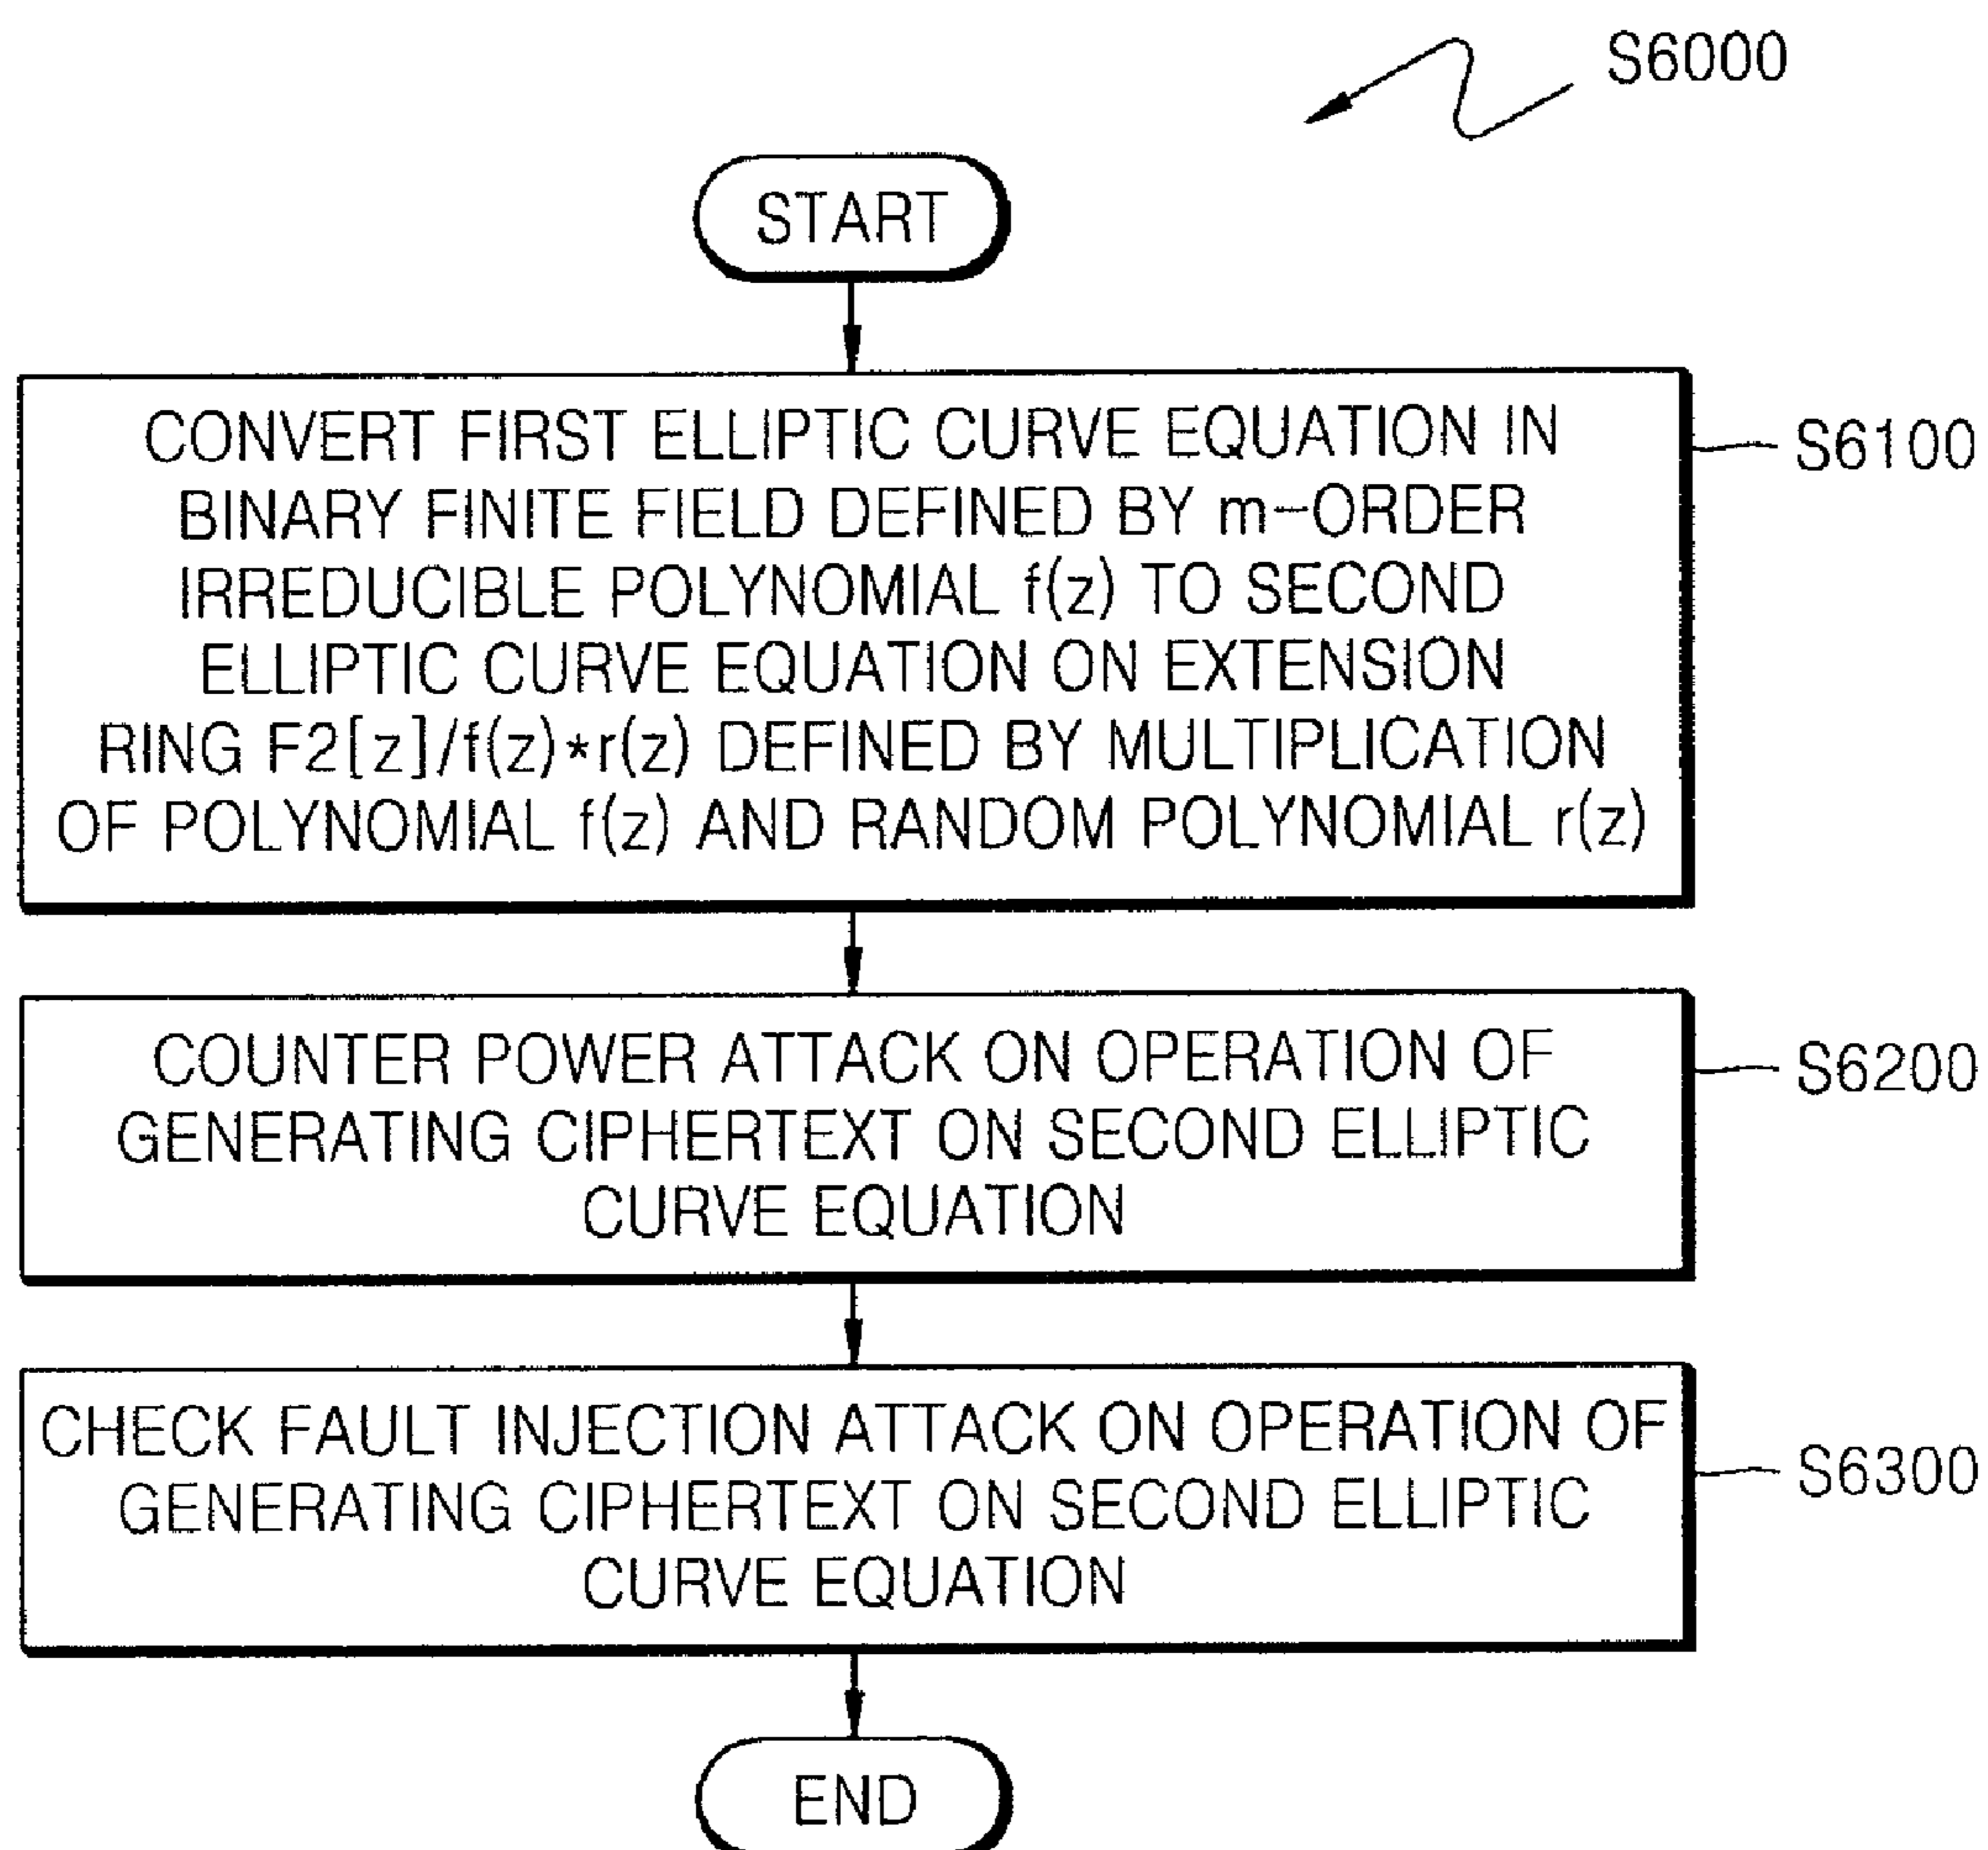 S6000
START
CONVERT FIRST ELLIPTIC CURVE EQUATION IN
BINARY FINITE FIELD DEFINED BY m-ORDER
IRREDUCIBLE POLYNOMIAL f(z) TO SECOND
ELLIPTIC CURVE EQUATION ON EXTENSION
RING F2[z]/f(z)*r(z) DEFINED BY MULTIPLICATION
OF POLYNOMIAL f(z) AND RANDOM POLYNOMIAL r(z)
S6100
COUNTER POWER ATTACK ON OPERATION OF
GENERATING CIPHERTEXT ON SECOND ELLIPTIC
CURVE EQUATION
S6200
CHECK FAULT INJECTION ATTACK ON OPERATION OF
GENERATING CIPHERTEXT ON SECOND ELLIPTIC
CURVE EQUATION
S6300
END